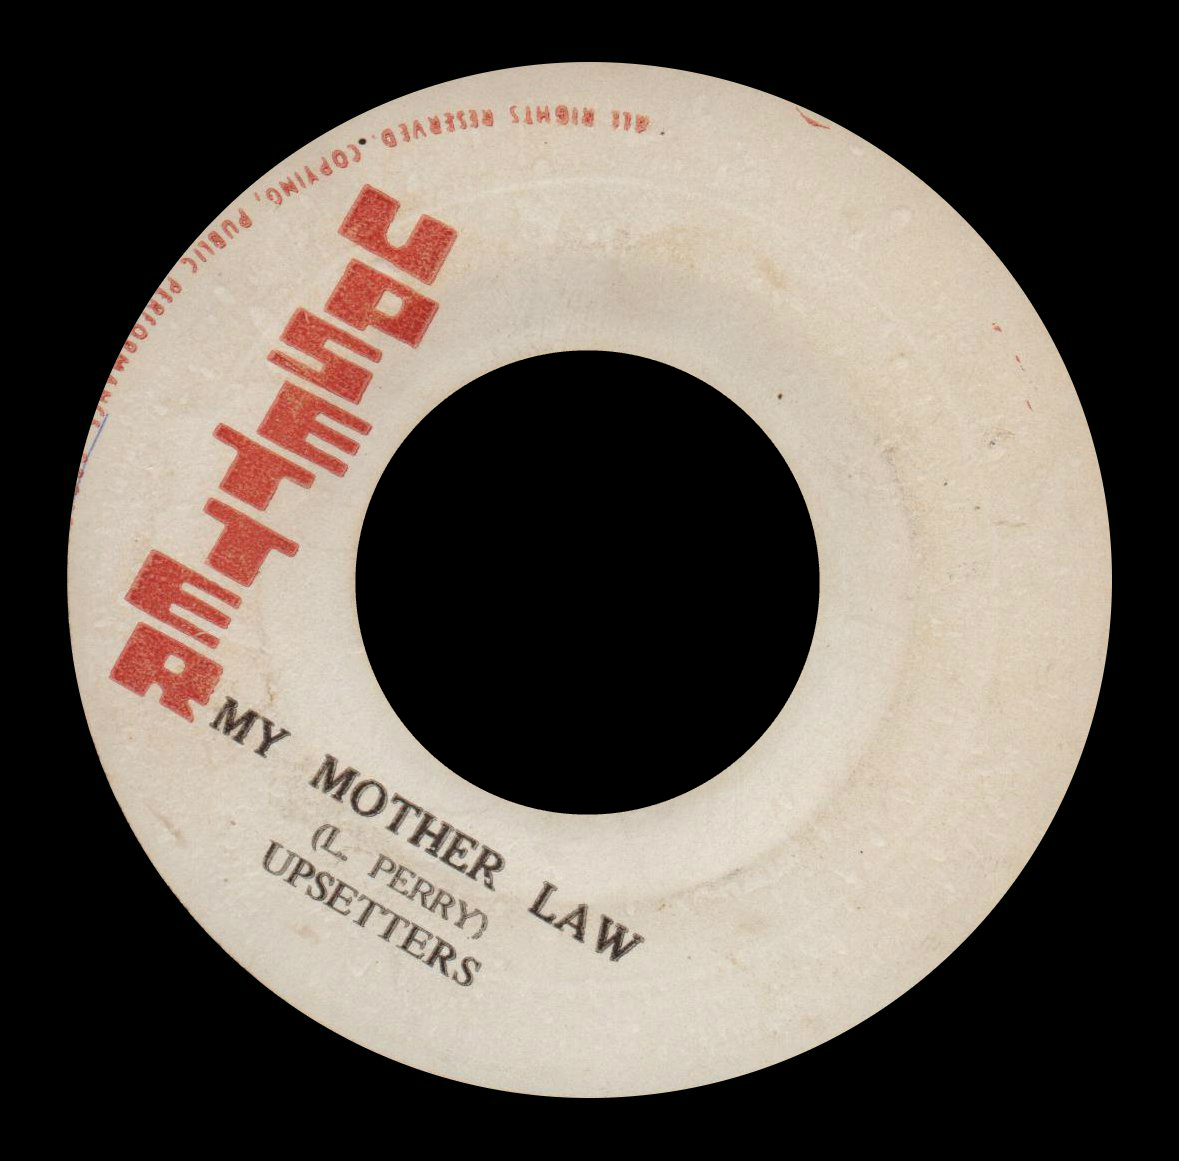 ALL RIGHTS RESERVED. COPYING, PUBLIC PERFORMANCE
UPSETTER
MY MOTHER LAW
(L. PERRY)
UPSETTERS